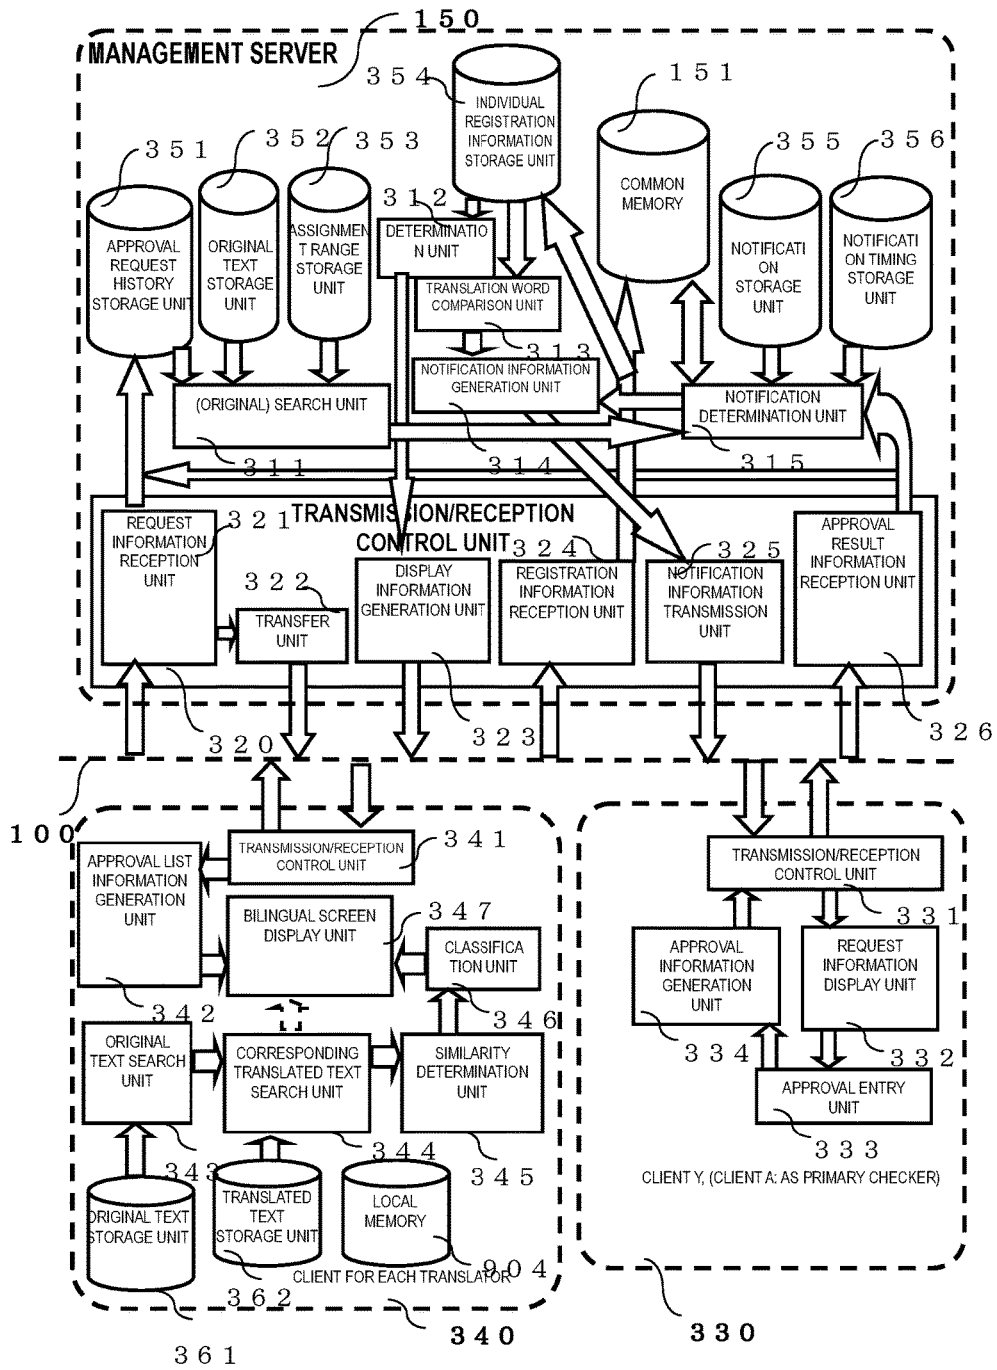 150
MANAGEMENT SERVER
354
INDIVIDUAL
REGISTRATION
INFORMATION
STORAGE UNIT
151
COMMON
MEMORY
351
352
353
355
356
APPROVAL
REQUEST
HISTORY
STORAGE UNIT
ORIGINAL
TEXT
STORAGE
UNIT
ASSIGNMEN
T RANGE
STORAGE
UNIT
312
DETERMINATI
ON UNIT
NOTIFICATI
ON
STORAGE
UNIT
NOTIFICATI
ON TIMING
STORAGE
UNIT
TRANSLATION WORD
COMPARISON UNIT
313
NOTIFICATION INFORMATION
GENERATION UNIT
314
(ORIGINAL) SEARCH UNIT
311
NOTIFICATION
DETERMINATION UNIT
315
TRANSMISSION/RECEPTION
CONTROL UNIT
REQUEST
INFORMATION
RECEPTION
UNIT
321
322
TRANSFER
UNIT
DISPLAY
INFORMATION
GENERATION UNIT
323
324
REGISTRATION
INFORMATION
RECEPTION UNIT
325
NOTIFICATION
INFORMATION
TRANSMISSION
UNIT
APPROVAL
RESULT
INFORMATION
RECEPTION UNIT
326
320
100
TRANSMISSION/RECEPTION
CONTROL UNIT
341
APPROVAL LIST
INFORMATION
GENERATION
UNIT
342
BILINGUAL SCREEN
DISPLAY UNIT
347
CLASSIFICA
TION UNIT
346
ORIGINAL
TEXT SEARCH
UNIT
343
CORRESPONDING
TRANSLATED TEXT
SEARCH UNIT
344
SIMILARITY
DETERMINATION
UNIT
345
ORIGINAL TEXT
STORAGE UNIT
361
TRANSLATED
TEXT
STORAGE UNIT
362
LOCAL
MEMORY
904
CLIENT FOR EACH TRANSLATOR
340
TRANSMISSION/RECEPTION
CONTROL UNIT
331
APPROVAL
INFORMATION
GENERATION
UNIT
334
REQUEST
INFORMATION
DISPLAY UNIT
332
APPROVAL ENTRY
UNIT
333
CLIENT Y, (CLIENT A: AS PRIMARY CHECKER)
330